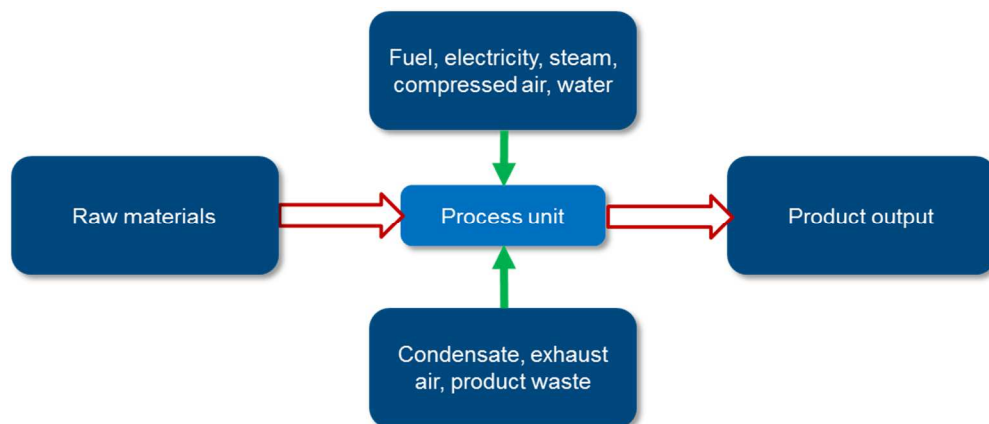 Fuel, electricity, steam,
compressed air, water
Raw materials
Process unit
Product output
Condensate, exhaust
air, product waste